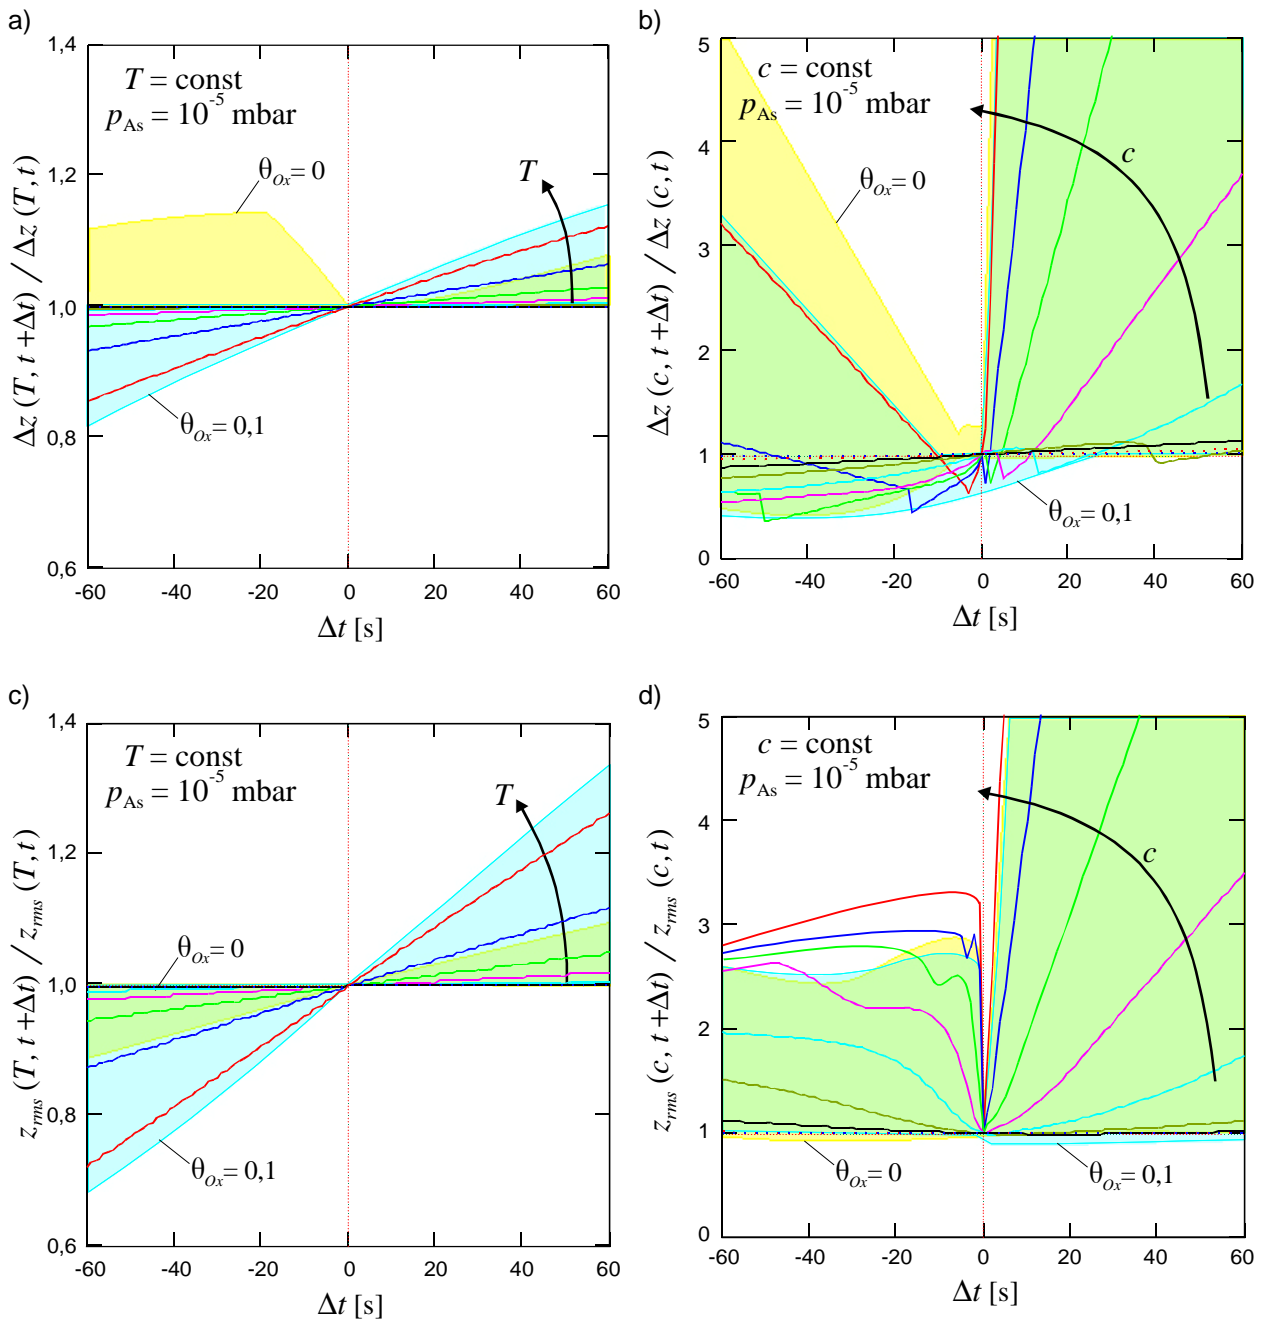 a)
1,4
1,2
1,0
0,8
0,6
Δz (T, t +Δt) / Δz (T, t)
T = const
p_As = 10^-5 mbar
θ_Ox = 0
T
θ_Ox = 0,1
-60 -40 -20 0 20 40 60
Δt [s]
b)
5
4
3
2
1
0
Δz (c, t +Δt) / Δz (c, t)
c = const
p_As = 10^-5 mbar
c
θ_Ox = 0
θ_Ox = 0,1
-60 -40 -20 0 20 40 60
Δt [s]
c)
1,4
1,2
1,0
0,8
0,6
z_rms (T, t +Δt) / z_rms (T, t)
T = const
p_As = 10^-5 mbar
T
θ_Ox = 0
θ_Ox = 0,1
-60 -40 -20 0 20 40 60
Δt [s]
d)
5
4
3
2
1
0
z_rms (c, t +Δt) / z_rms (c, t)
c = const
p_As = 10^-5 mbar
c
θ_Ox = 0
θ_Ox = 0,1
-60 -40 -20 0 20 40 60
Δt [s]